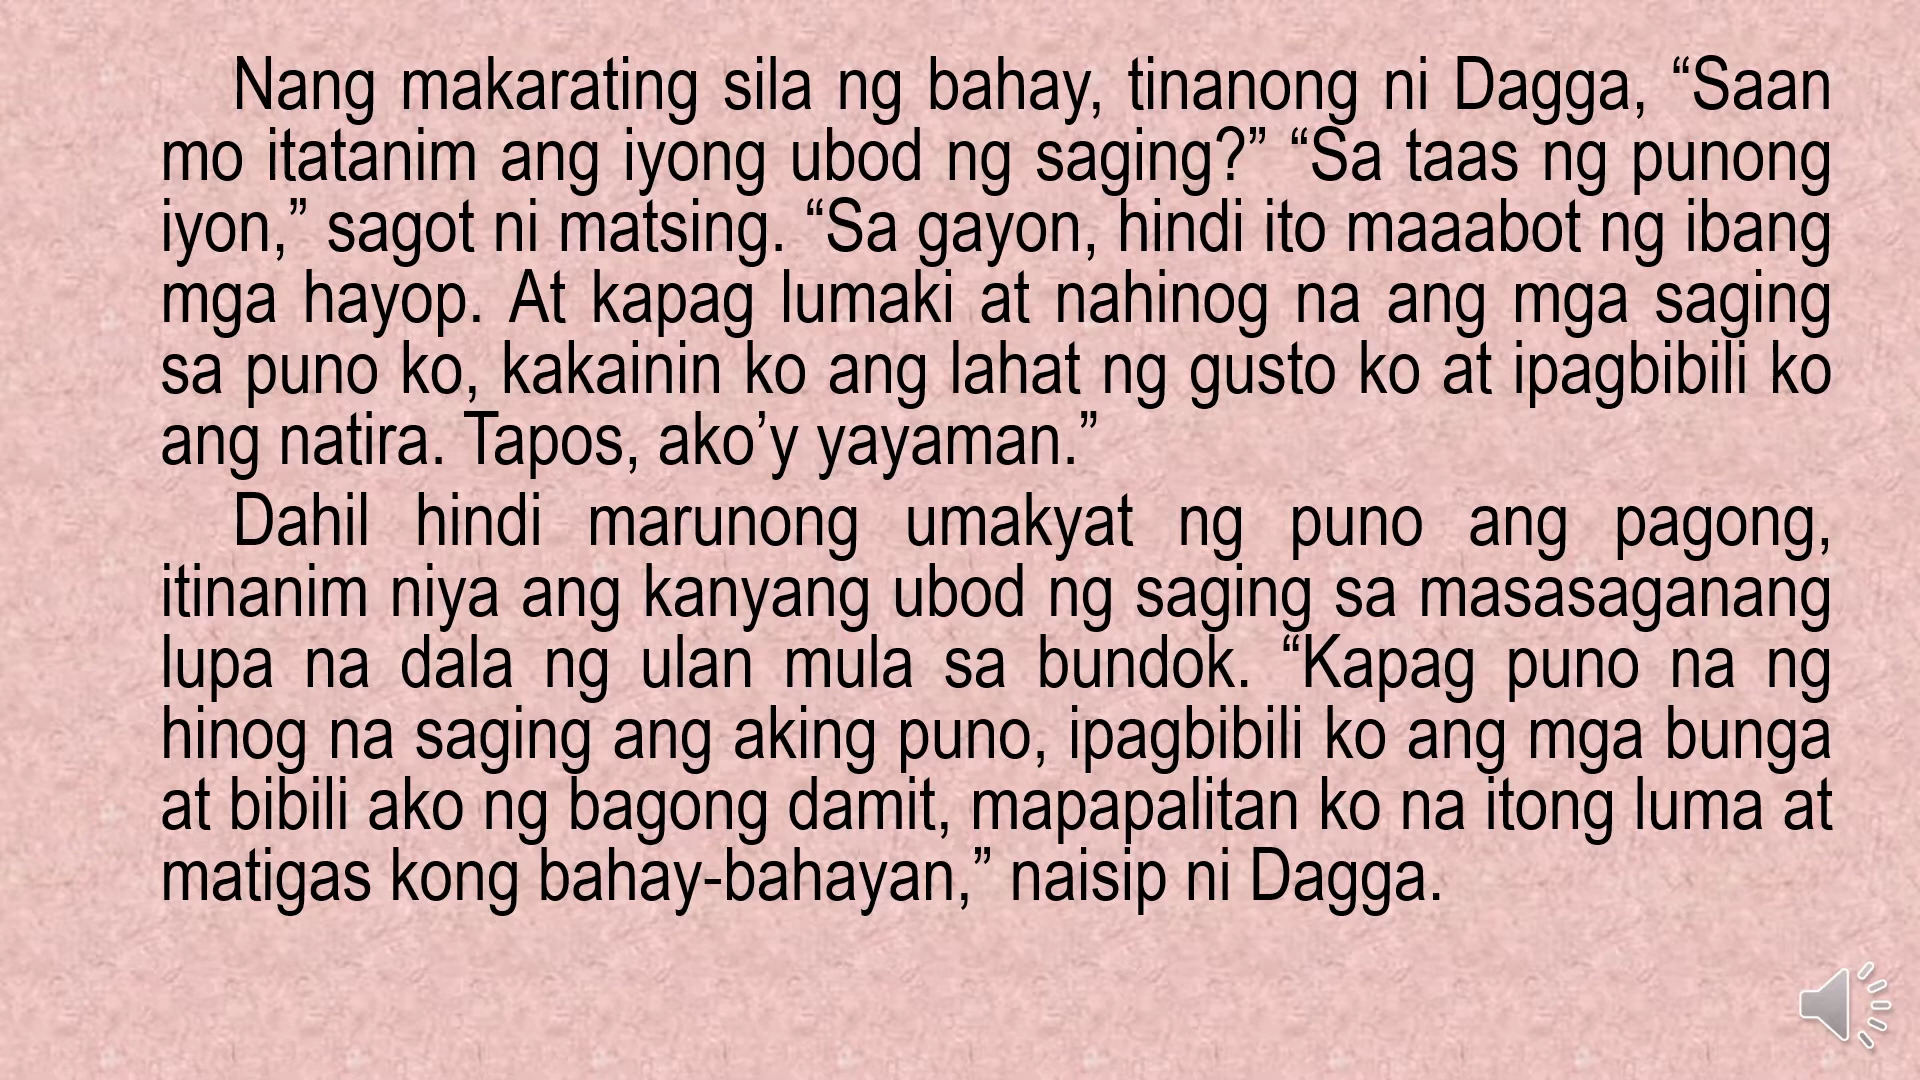 Nang makarating sila ng bahay, tinanong ni Dagga, “Saan
mo itatanim ang iyong ubod ng saging?” “Sa taas ng punong
iyon,” sagot ni matsing. “Sa gayon, hindi ito maaabot ng ibang
mga hayop. At kapag lumaki at nahinog na ang mga saging
sa puno ko, kakainin ko ang lahat ng gusto ko at ipagbibili ko
ang natira. Tapos, ako’y yayaman.”
Dahil hindi marunong umakyat ng puno ang pagong,
itinanim niya ang kanyang ubod ng saging sa masasaganang
lupa na dala ng ulan mula sa bundok. “Kapag puno na ng
hinog na saging ang aking puno, ipagbibili ko ang mga bunga
at bibili ako ng bagong damit, mapapalitan ko na itong luma at
matigas kong bahay-bahayan,” naisip ni Dagga.